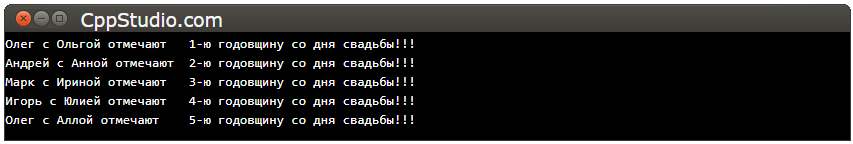 CppStudio.com
Олег с Ольгой отмечают   1-ю годовщину со дня свадьбы!!!
Андрей с Анной отмечают  2-ю годовщину со дня свадьбы!!!
Марк с Ириной отмечают   3-ю годовщину со дня свадьбы!!!
Игорь с Юлией отмечают   4-ю годовщину со дня свадьбы!!!
Олег с Аллой отмечают    5-ю годовщину со дня свадьбы!!!